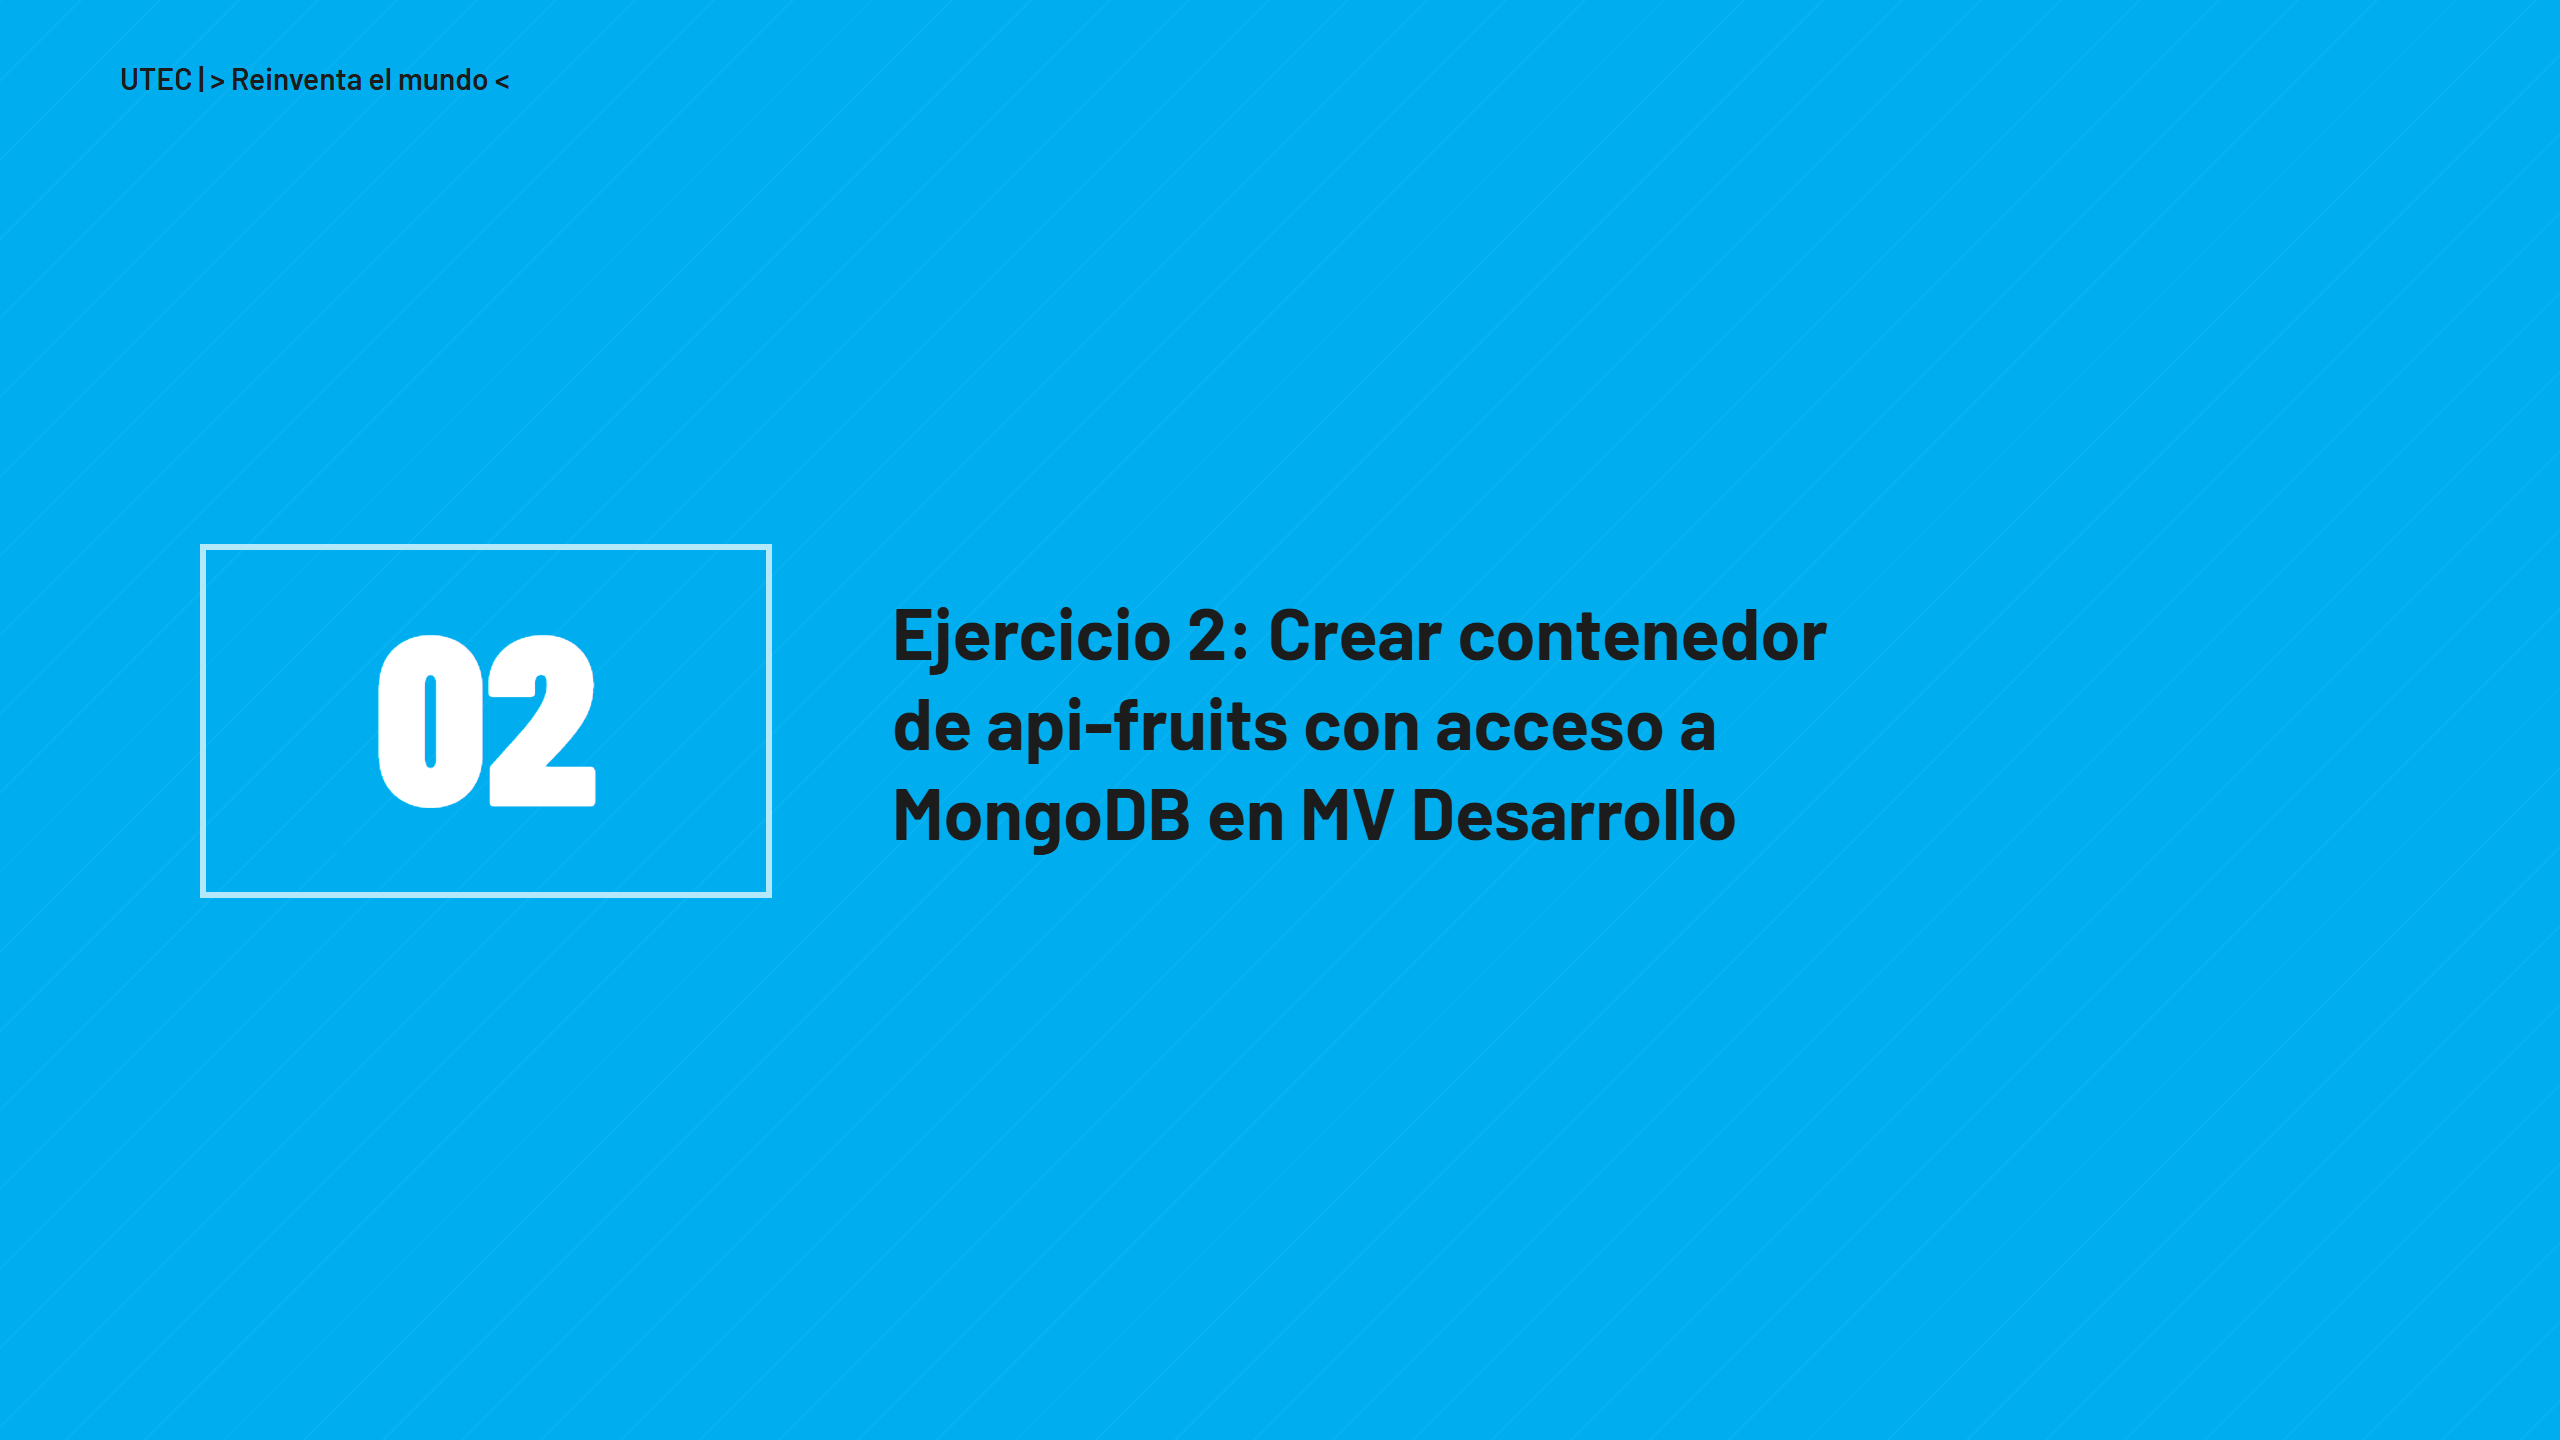 UTEC | > Reinventa el mundo <
02
Ejercicio 2: Crear contenedor
de api-fruits con acceso a
MongoDB en MV Desarrollo